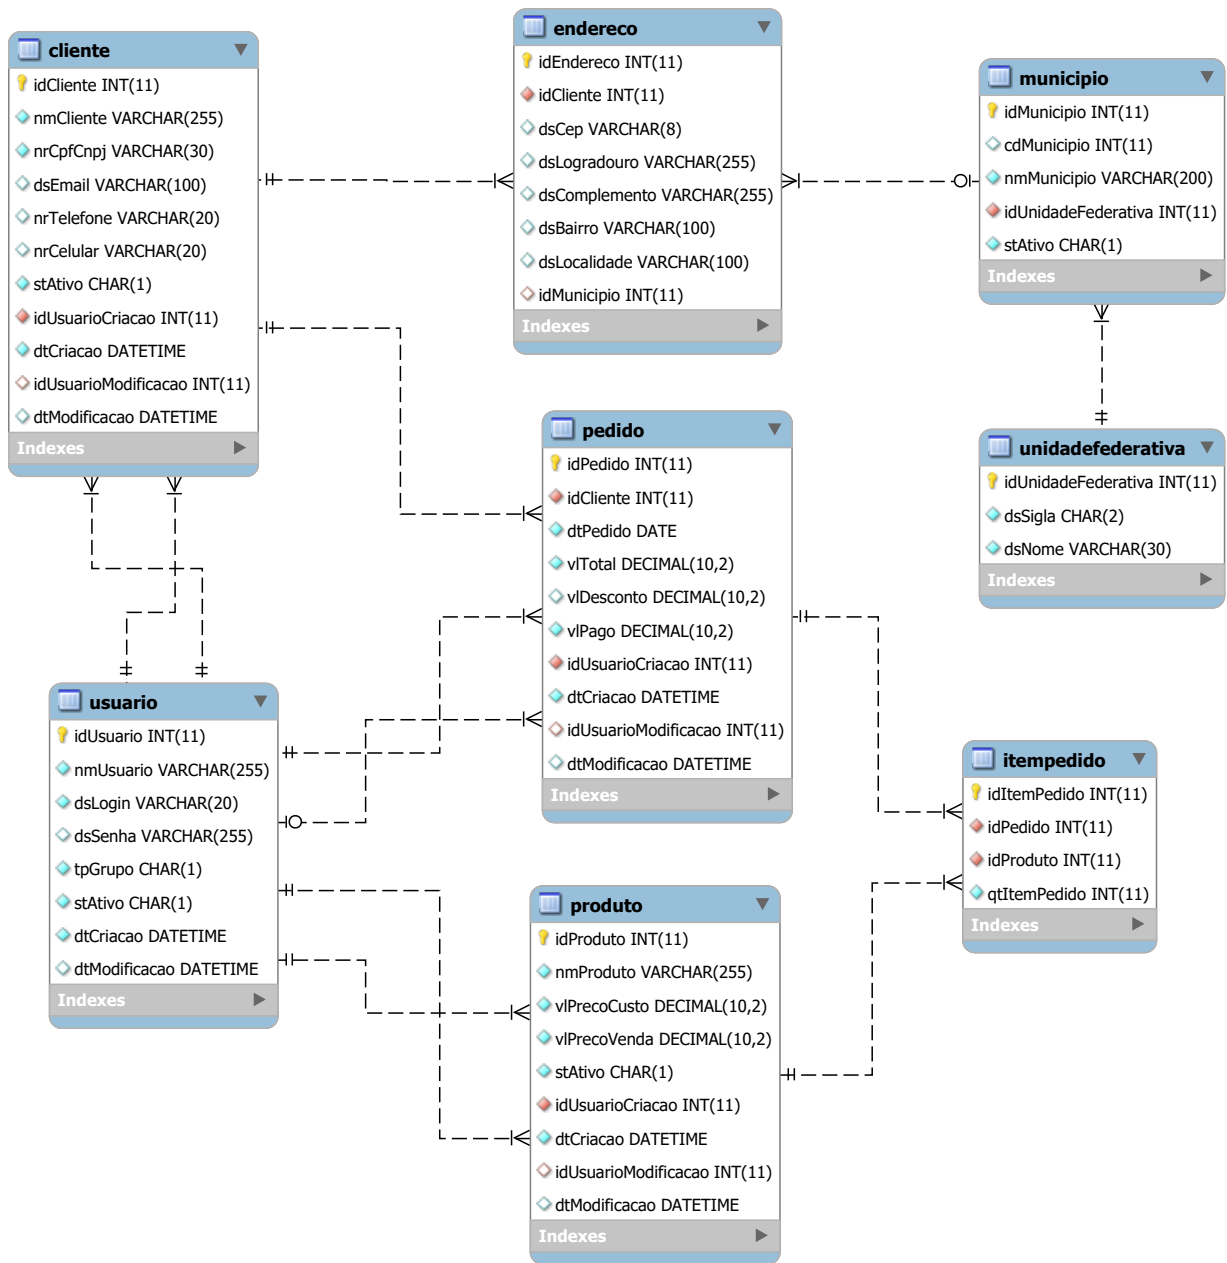 cliente
idCliente INT(11)
nmCliente VARCHAR(255)
nrCpfCnpj VARCHAR(30)
dsEmail VARCHAR(100)
nrTelefone VARCHAR(20)
nrCelular VARCHAR(20)
stAtivo CHAR(1)
idUsuarioCriacao INT(11)
dtCriacao DATETIME
idUsuarioModificacao INT(11)
dtModificacao DATETIME
Indexes
endereco
idEndereco INT(11)
idCliente INT(11)
dsCep VARCHAR(8)
dsLogradouro VARCHAR(255)
dsComplemento VARCHAR(255)
dsBairro VARCHAR(100)
dsLocalidade VARCHAR(100)
idMunicipio INT(11)
Indexes
municipio
idMunicipio INT(11)
cdMunicipio INT(11)
nmMunicipio VARCHAR(200)
idUnidadeFederativa INT(11)
stAtivo CHAR(1)
Indexes
pedido
idPedido INT(11)
idCliente INT(11)
dtPedido DATE
vlTotal DECIMAL(10,2)
vlDesconto DECIMAL(10,2)
vlPago DECIMAL(10,2)
idUsuarioCriacao INT(11)
dtCriacao DATETIME
idUsuarioModificacao INT(11)
dtModificacao DATETIME
Indexes
unidadefederativa
idUnidadeFederativa INT(11)
dsSigla CHAR(2)
dsNome VARCHAR(30)
Indexes
usuario
idUsuario INT(11)
nmUsuario VARCHAR(255)
dsLogin VARCHAR(20)
dsSenha VARCHAR(255)
tpGrupo CHAR(1)
stAtivo CHAR(1)
dtCriacao DATETIME
dtModificacao DATETIME
Indexes
itempedido
idItemPedido INT(11)
idPedido INT(11)
idProduto INT(11)
qtItemPedido INT(11)
Indexes
produto
idProduto INT(11)
nmProduto VARCHAR(255)
vlPrecoCusto DECIMAL(10,2)
vlPrecoVenda DECIMAL(10,2)
stAtivo CHAR(1)
idUsuarioCriacao INT(11)
dtCriacao DATETIME
idUsuarioModificacao INT(11)
dtModificacao DATETIME
Indexes